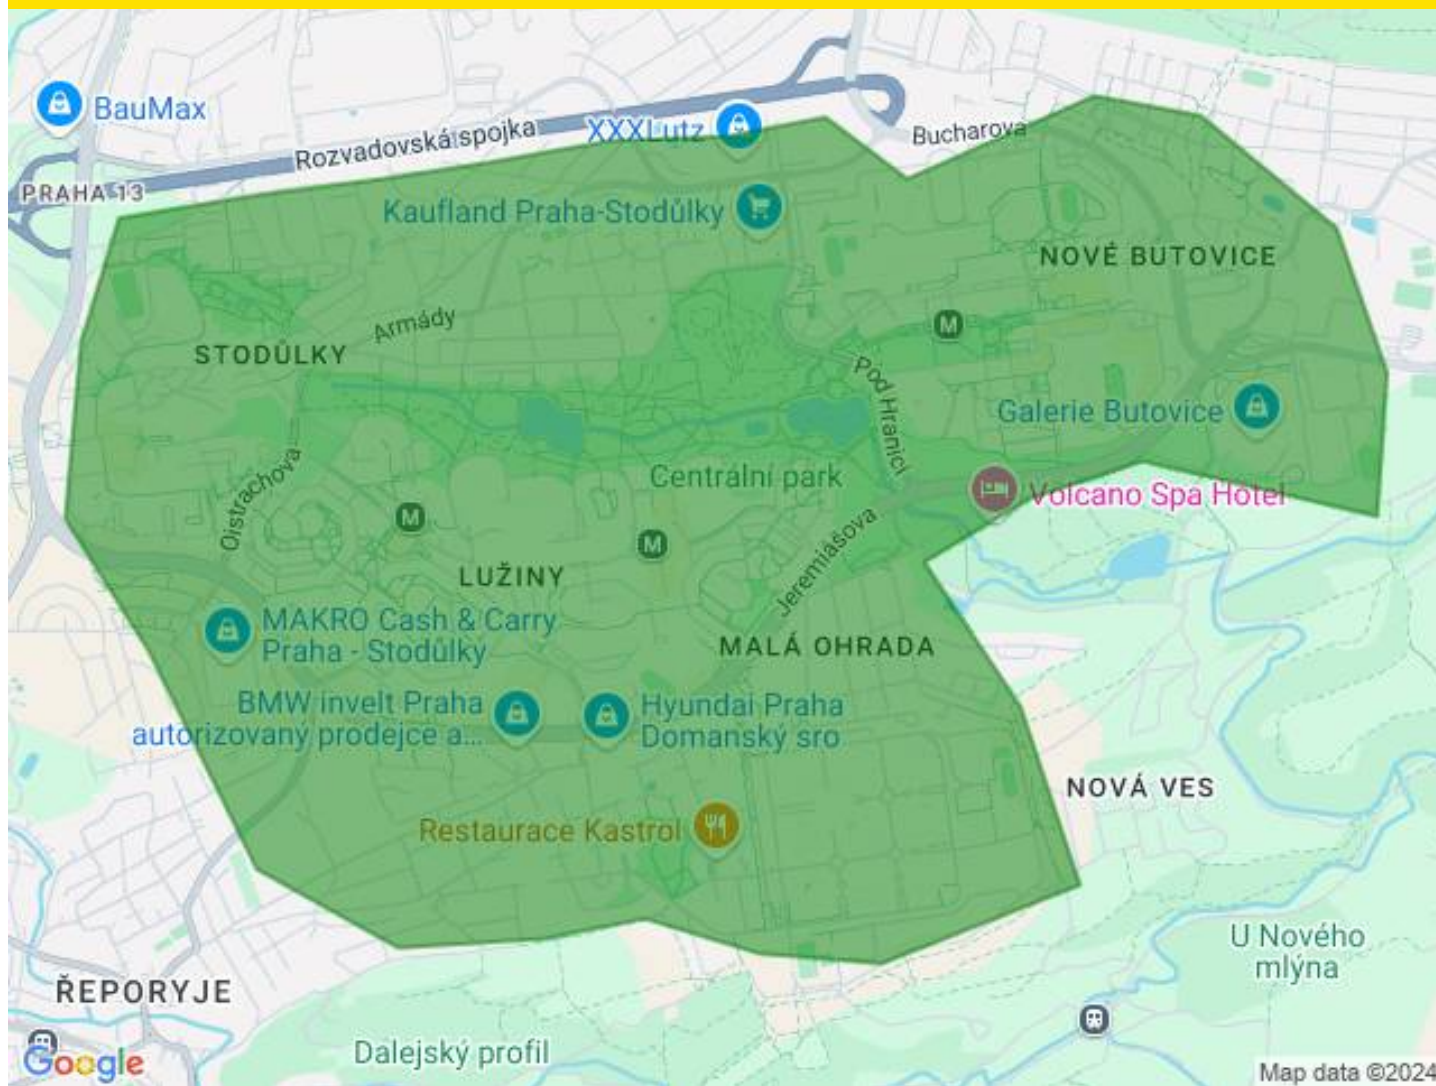 BauMax
XXXLutz
Bucharova
Rozvadovská spojka
PRAHA 13
Kaufland Praha-Stodůlky
NOVÉ BUTOVICE
Armády
M
STODŮLKY
Pod Hranicí
Galerie Butovice
Oistrachova
Centrální park
Volcano Spa Hotel
M
M
Jeremiášova
LUŽINY
MAKRO Cash & Carry
Praha - Stodůlky
MALÁ OHRADA
BMW invelt Praha
autorizovaný prodejce a...
Hyundai Praha
Domanský sro
NOVÁ VES
Restaurace Kastrol
U Nového
mlýna
ŘEPORYJE
Dalejský profil
Google
Map data ©2024